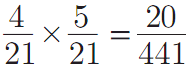 4/21 × 5/21 = 20/441